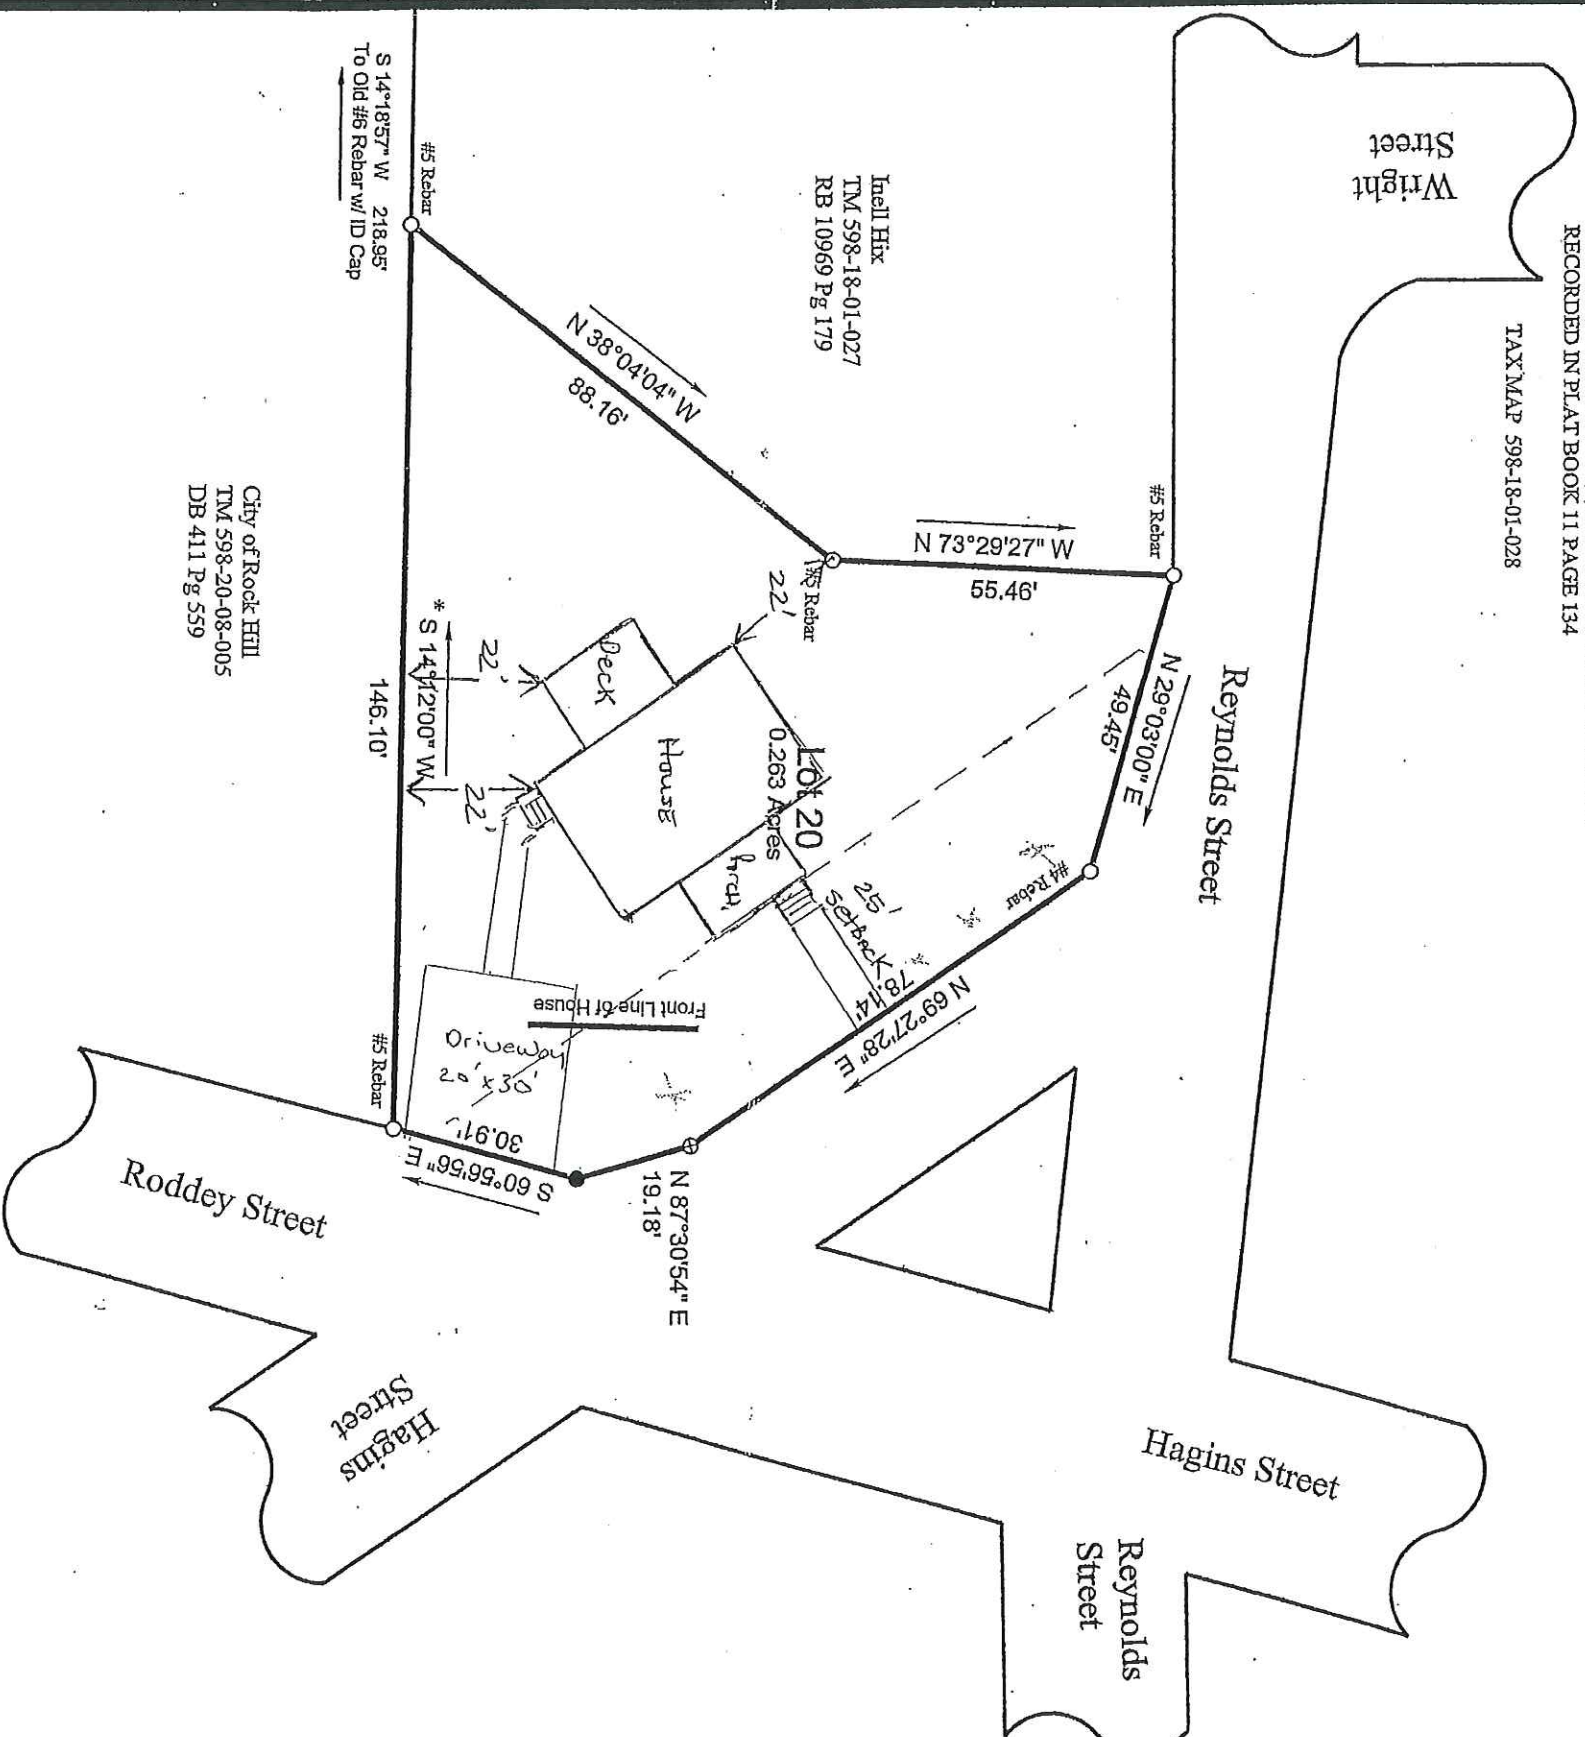 RECORDED IN PLAT BOOK 11 PAGE 134
TAX MAP 598-18-01-028
Wright
Street
Inell Hix
TM 598-18-01-027
RB 10969 Pg 179
S 14°18'57" W 218.95'
To Old #6 Rebar w/ ID Cap
#5 Rebar
N 38°04'04" W
88.16'
#5 Rebar
N 73°29'27" W
55.46'
#5 Rebar
N 29°03'00" E
49.45'
Reynolds Street
#4 Rebar
22'
Deck
House
Lot 20
0.263 Acres
Porch
25'
Setback
N 69°27'28" E
78.14'
City of Rock Hill
TM 598-20-08-005
DB 411 Pg 559
* S 14°12'00" W
146.10'
22'
22'
Front Line of House
Driveway
20' x 30'
#5 Rebar
30.91'
S 60°56'56" E
N 87°30'54" E
19.18'
Roddey Street
Hagins
Street
Hagins Street
Reynolds
Street